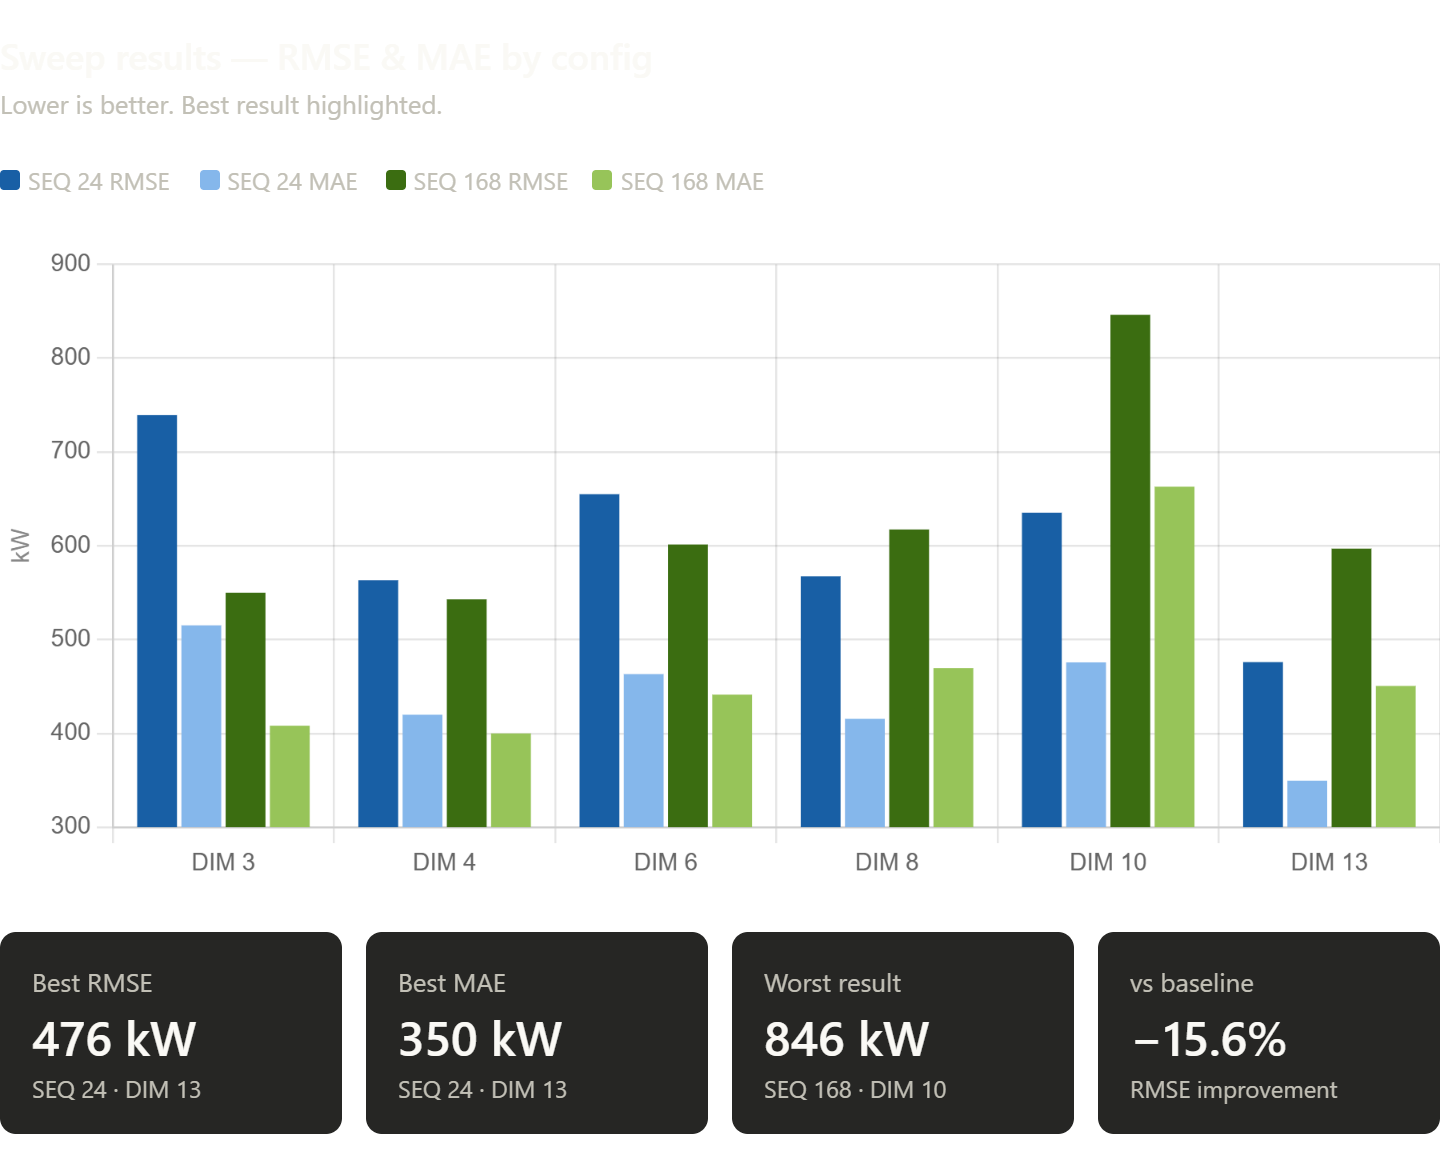 Sweep results — RMSE & MAE by config
Lower is better. Best result highlighted.
SEQ 24 RMSE SEQ 24 MAE SEQ 168 RMSE SEQ 168 MAE
900
800
700
600
500
400
300
kW
DIM 3 DIM 4 DIM 6 DIM 8 DIM 10 DIM 13
Best RMSE
476 kW
SEQ 24 · DIM 13
Best MAE
350 kW
SEQ 24 · DIM 13
Worst result
846 kW
SEQ 168 · DIM 10
vs baseline
−15.6%
RMSE improvement